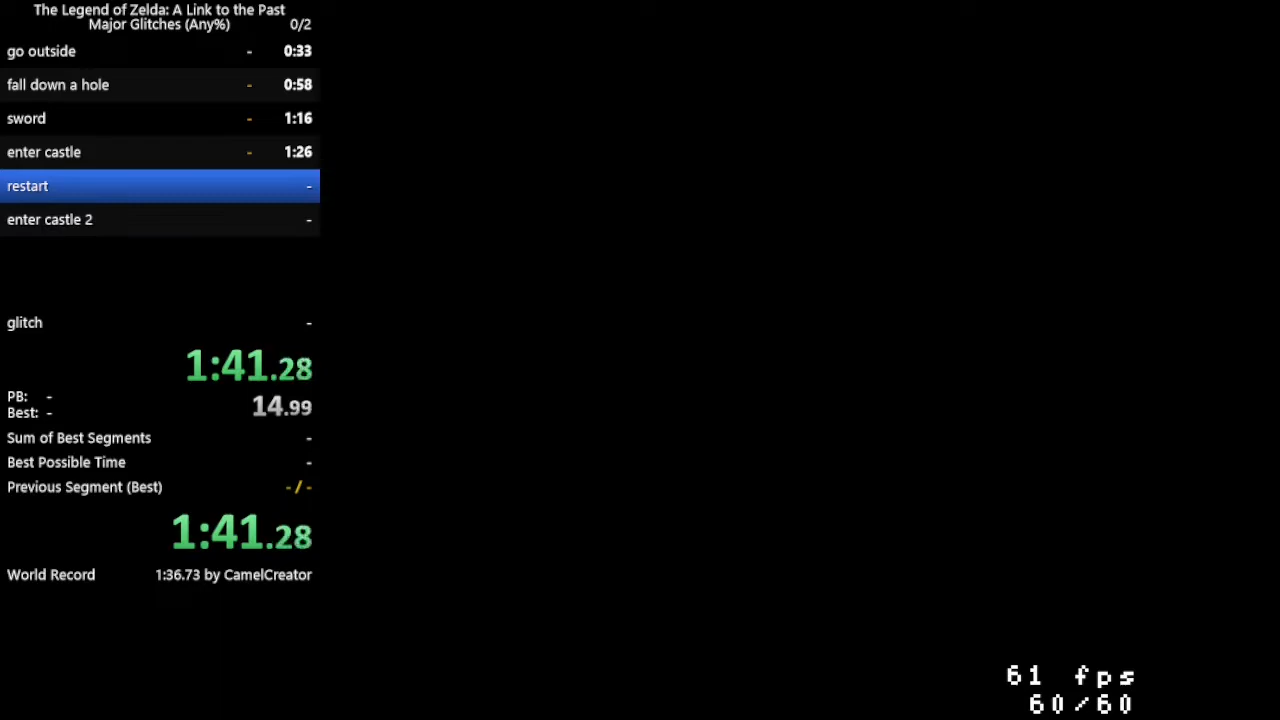 The Legend of Zelda: A Link to the Past
Major Glitches (Any%) 0/2
go outside - 0:33
fall down a hole - 0:58
sword - 1:16
enter castle - 1:26
restart -
enter castle 2 -
glitch -
1:41.28
PB: - 14.99
Best: -
Sum of Best Segments -
Best Possible Time -
Previous Segment (Best) - / -
1:41.28
World Record 1:36.73 by CamelCreator
61 fps
60/60